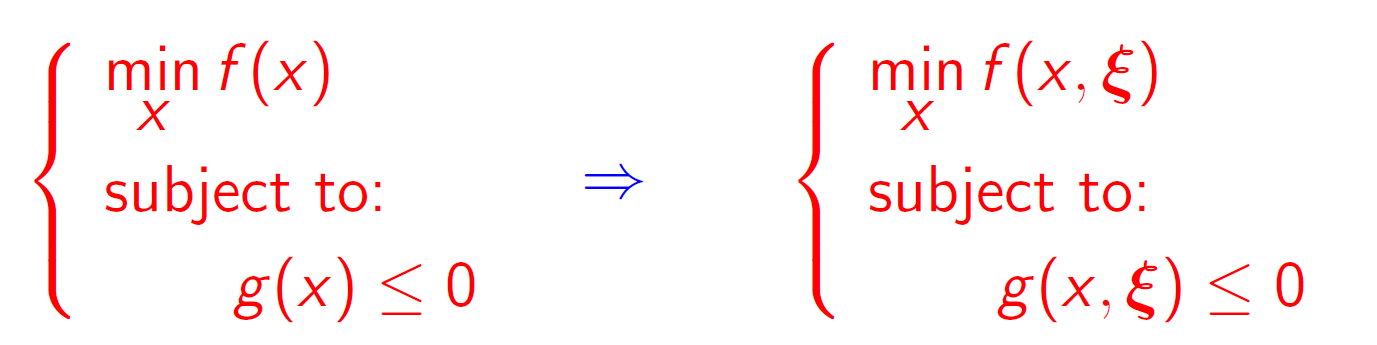 min f(x) ⇒ min f(x, ξ)
x x
subject to: subject to:
g(x) ≤ 0 g(x, ξ) ≤ 0